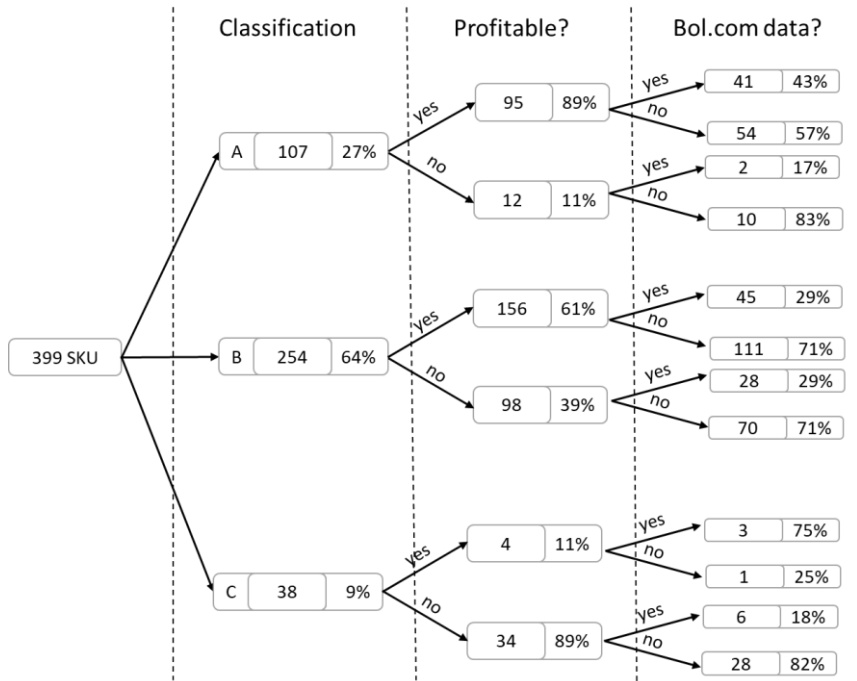 Classification Profitable? Bol.com data?
yes 41 43%
yes 95 89%
no
54 57%
A 107 27%
yes 2 17%
no
12 11%
no
10 83%
yes 45 29%
yes 156 61%
no
111 71%
399 SKU B 254 64%
yes 28 29%
no
98 39%
no
70 71%
yes 3 75%
yes 4 11%
no
1 25%
C 38 9%
yes 6 18%
no
34 89%
no
28 82%